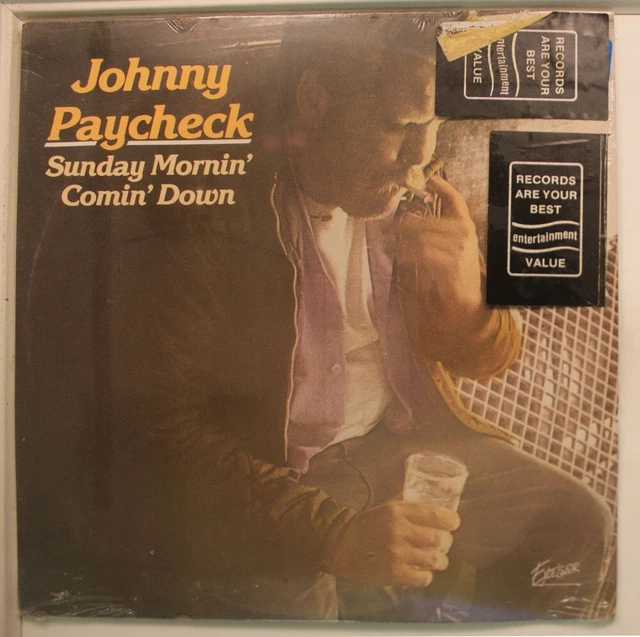 Johnny
Paycheck
Sunday Mornin'
Comin' Down
RECORDS
ARE YOUR
BEST
entertainment
VALUE
RECORDS
ARE YOUR
BEST
entertainment
VALUE